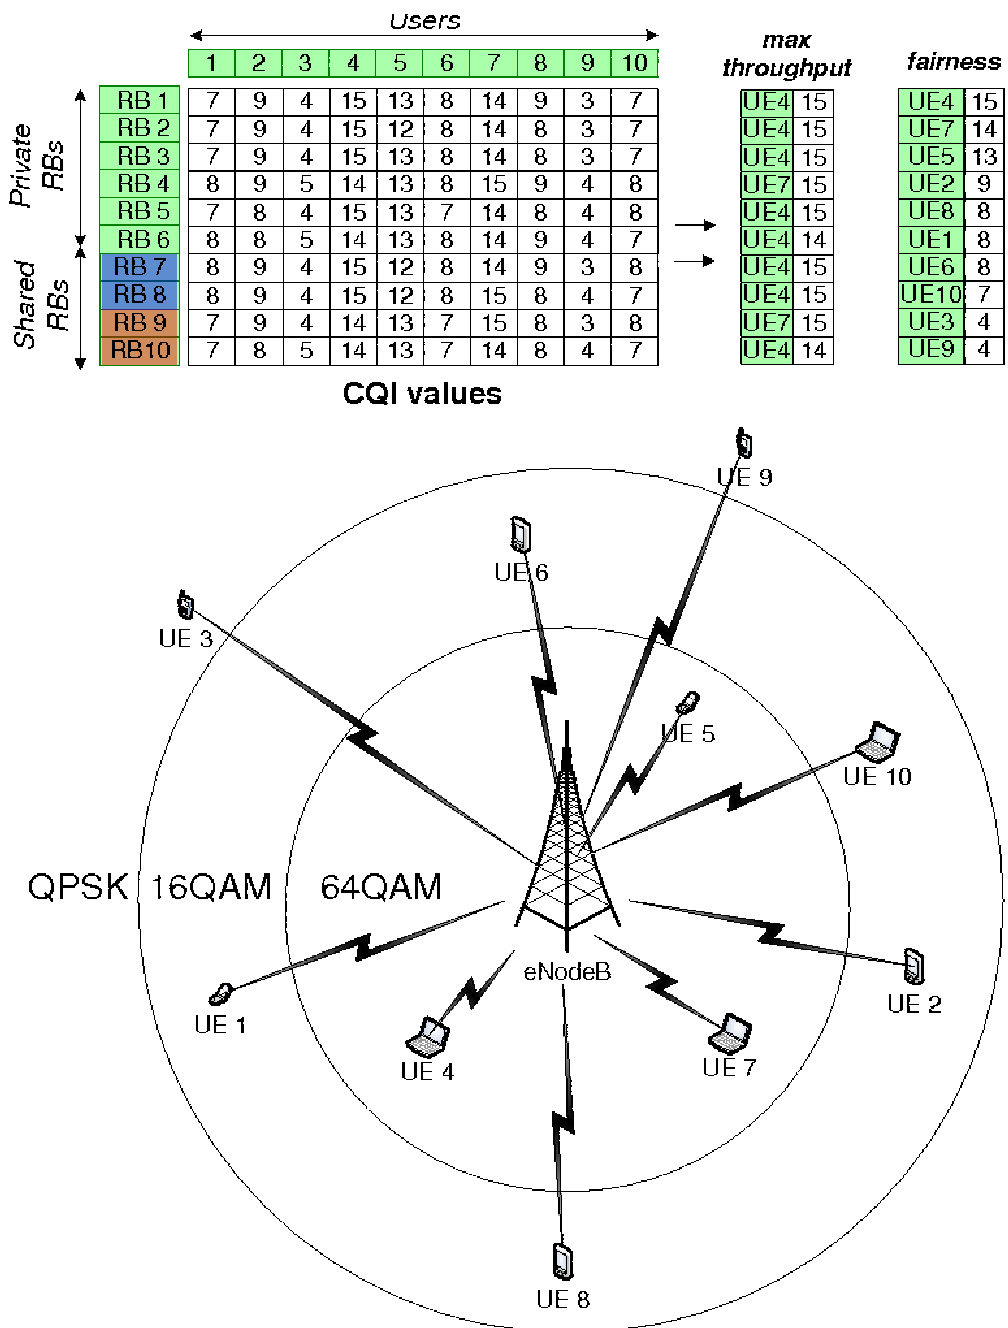 Users
max throughput
fairness
1 2 3 4 5 6 7 8 9 10
Private RBs
Shared RBs
RB 1 7 9 4 15 13 8 14 9 3 7 UE4 15 UE4 15
RB 2 7 9 4 15 12 8 14 8 3 7 UE4 15 UE7 14
RB 3 7 9 4 15 13 8 14 8 3 7 UE4 15 UE5 13
RB 4 8 9 5 14 13 8 15 9 4 8 UE7 15 UE2 9
RB 5 7 8 4 15 13 7 14 8 4 8 UE4 15 UE8 8
RB 6 8 8 5 14 13 8 14 9 4 7 UE4 14 UE1 8
RB 7 8 9 4 15 12 8 14 9 3 8 UE4 15 UE6 8
RB 8 8 9 4 15 12 8 15 8 4 7 UE4 15 UE10 7
RB 9 7 9 4 14 13 7 15 8 3 8 UE7 15 UE3 4
RB10 7 8 5 14 13 7 14 8 4 7 UE4 14 UE9 4
CQI values
UE 9
UE 6
UE 3
UE 5
UE 10
QPSK 16QAM 64QAM
eNodeB
UE 2
UE 1
UE 4
UE 7
UE 8